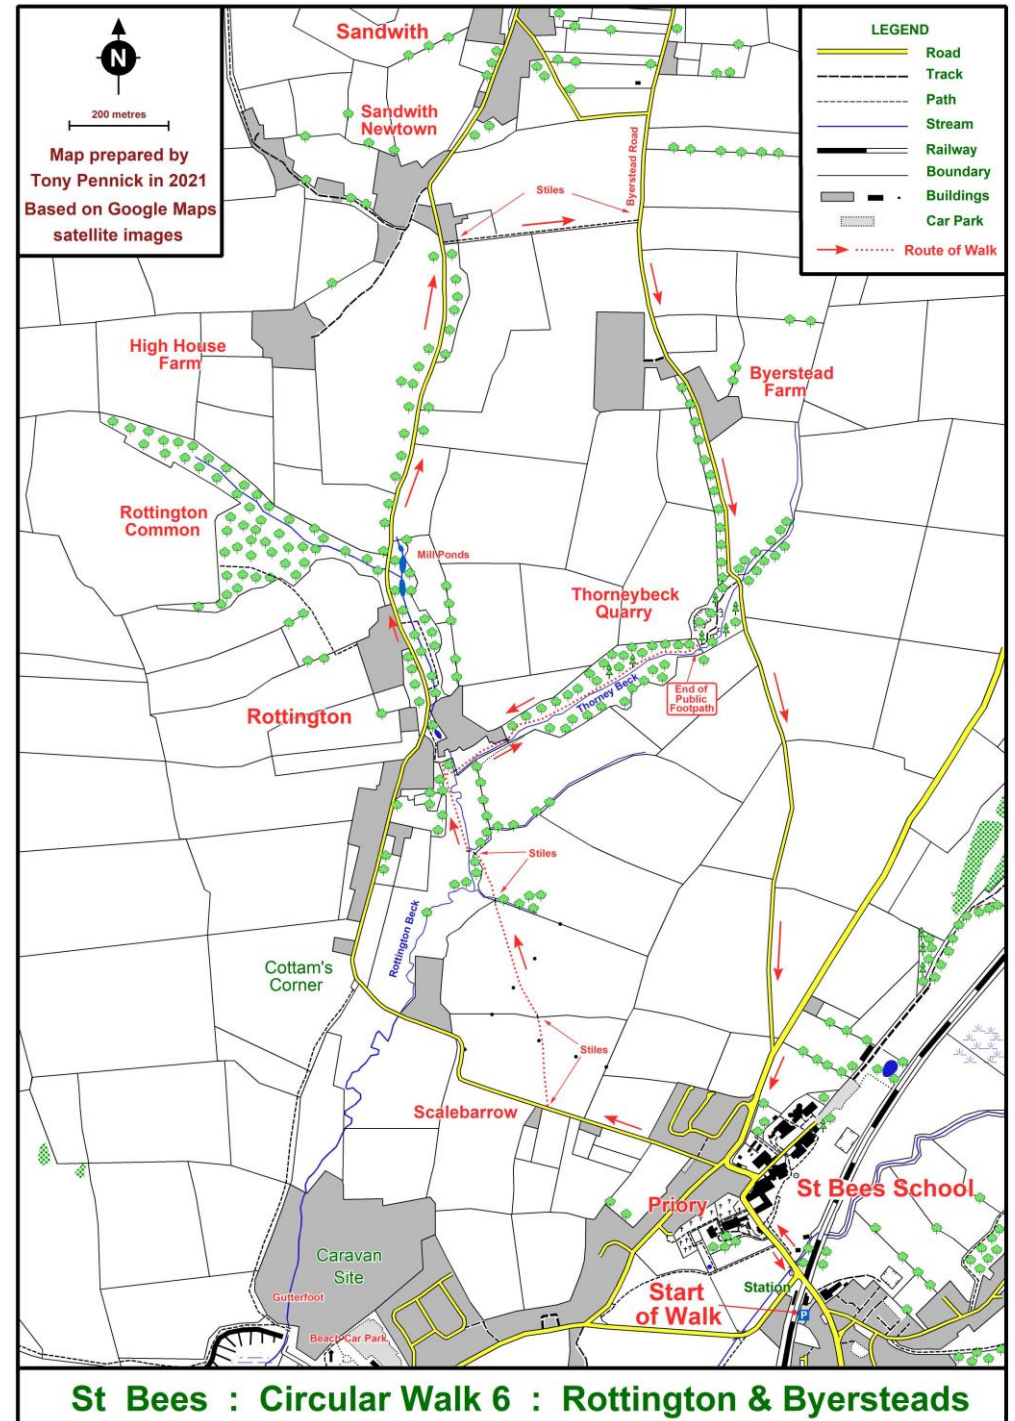 N
200 metres
Map prepared by
Tony Pennick in 2021
Based on Google Maps
satellite images
LEGEND
Road
Track
Path
Stream
Railway
Boundary
Buildings
Car Park
Route of Walk
Sandwith
Sandwith
Newtown
Byerstead Road
Stiles
High House
Farm
Byerstead
Farm
Rottington
Common
Mill Ponds
Thorneybeck
Quarry
Thorney Beck
End of
Public
Footpath
Rottington
Stiles
Rottington Beck
Cottam's
Corner
Stiles
Scalebarrow
St Bees School
Priory
Caravan
Site
Station
Start
of Walk
P
Gutterfoot
Beach Car Park
St Bees : Circular Walk 6 : Rottington & Byersteads